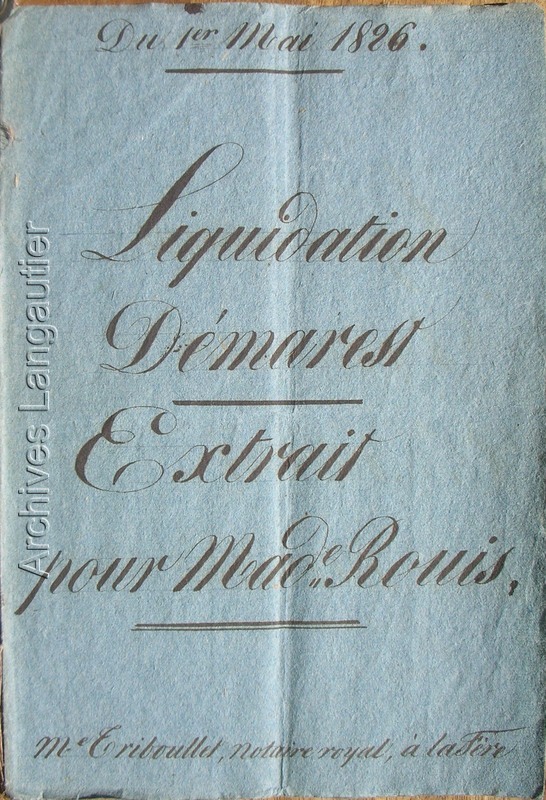 Du 1er Mai 1826.
Liquidation
Démarest
Extrait
pour Made Rouis,
Me Triboullet, notaire royal, à la Fère
Archives Langautier